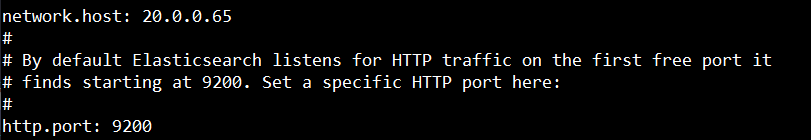 network.host: 20.0.0.65
#
# By default Elasticsearch listens for HTTP traffic on the first free port it
# finds starting at 9200. Set a specific HTTP port here:
#
http.port: 9200